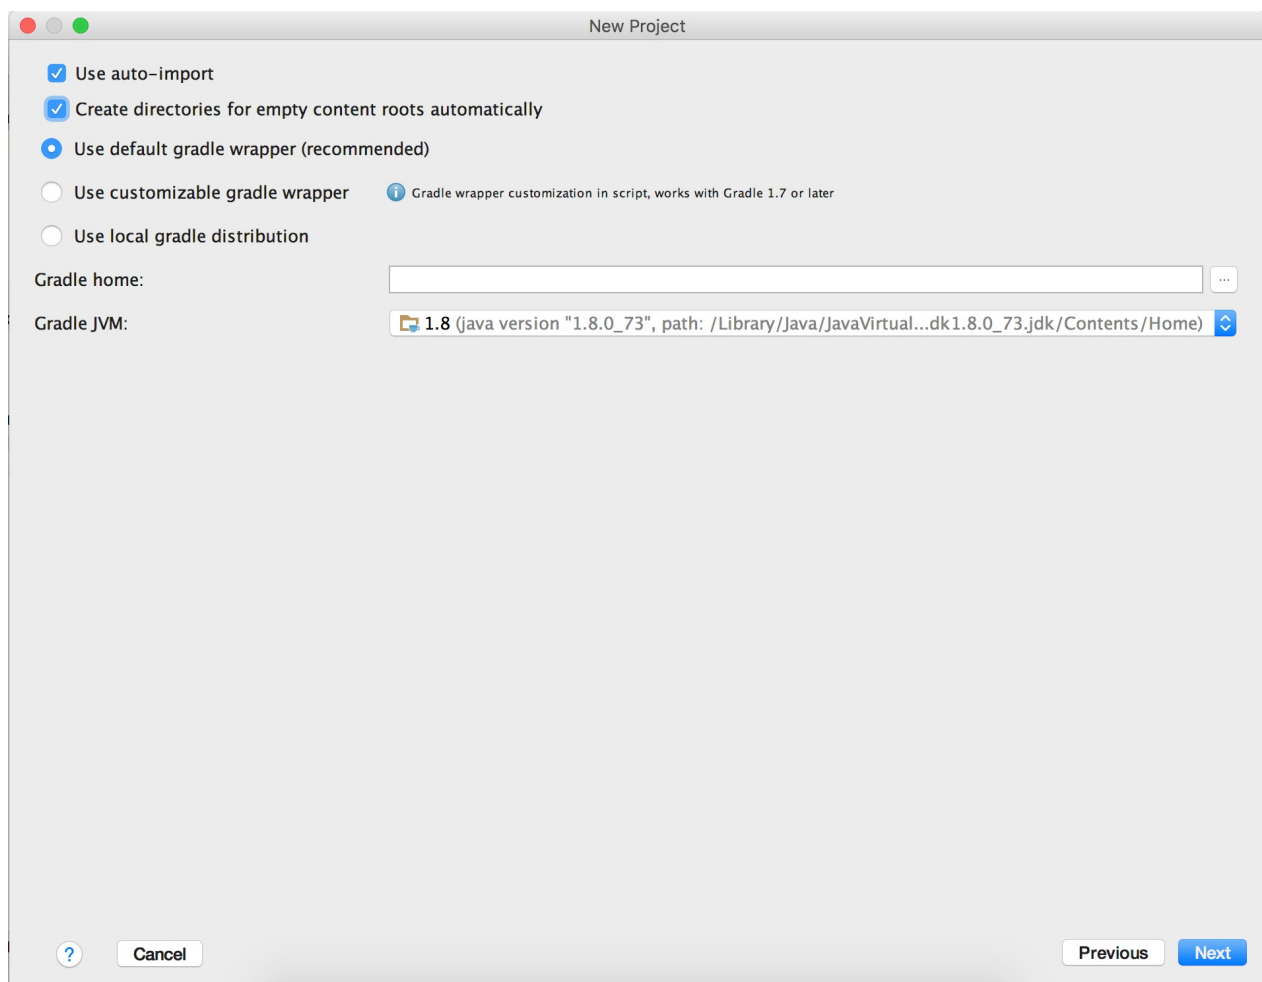 New Project
Use auto-import
Create directories for empty content roots automatically
Use default gradle wrapper (recommended)
Use customizable gradle wrapper Gradle wrapper customization in script, works with Gradle 1.7 or later
Use local gradle distribution
Gradle home: ...
Gradle JVM: 1.8 (java version "1.8.0_73", path: /Library/Java/JavaVirtual...dk1.8.0_73.jdk/Contents/Home)
? Cancel Previous Next